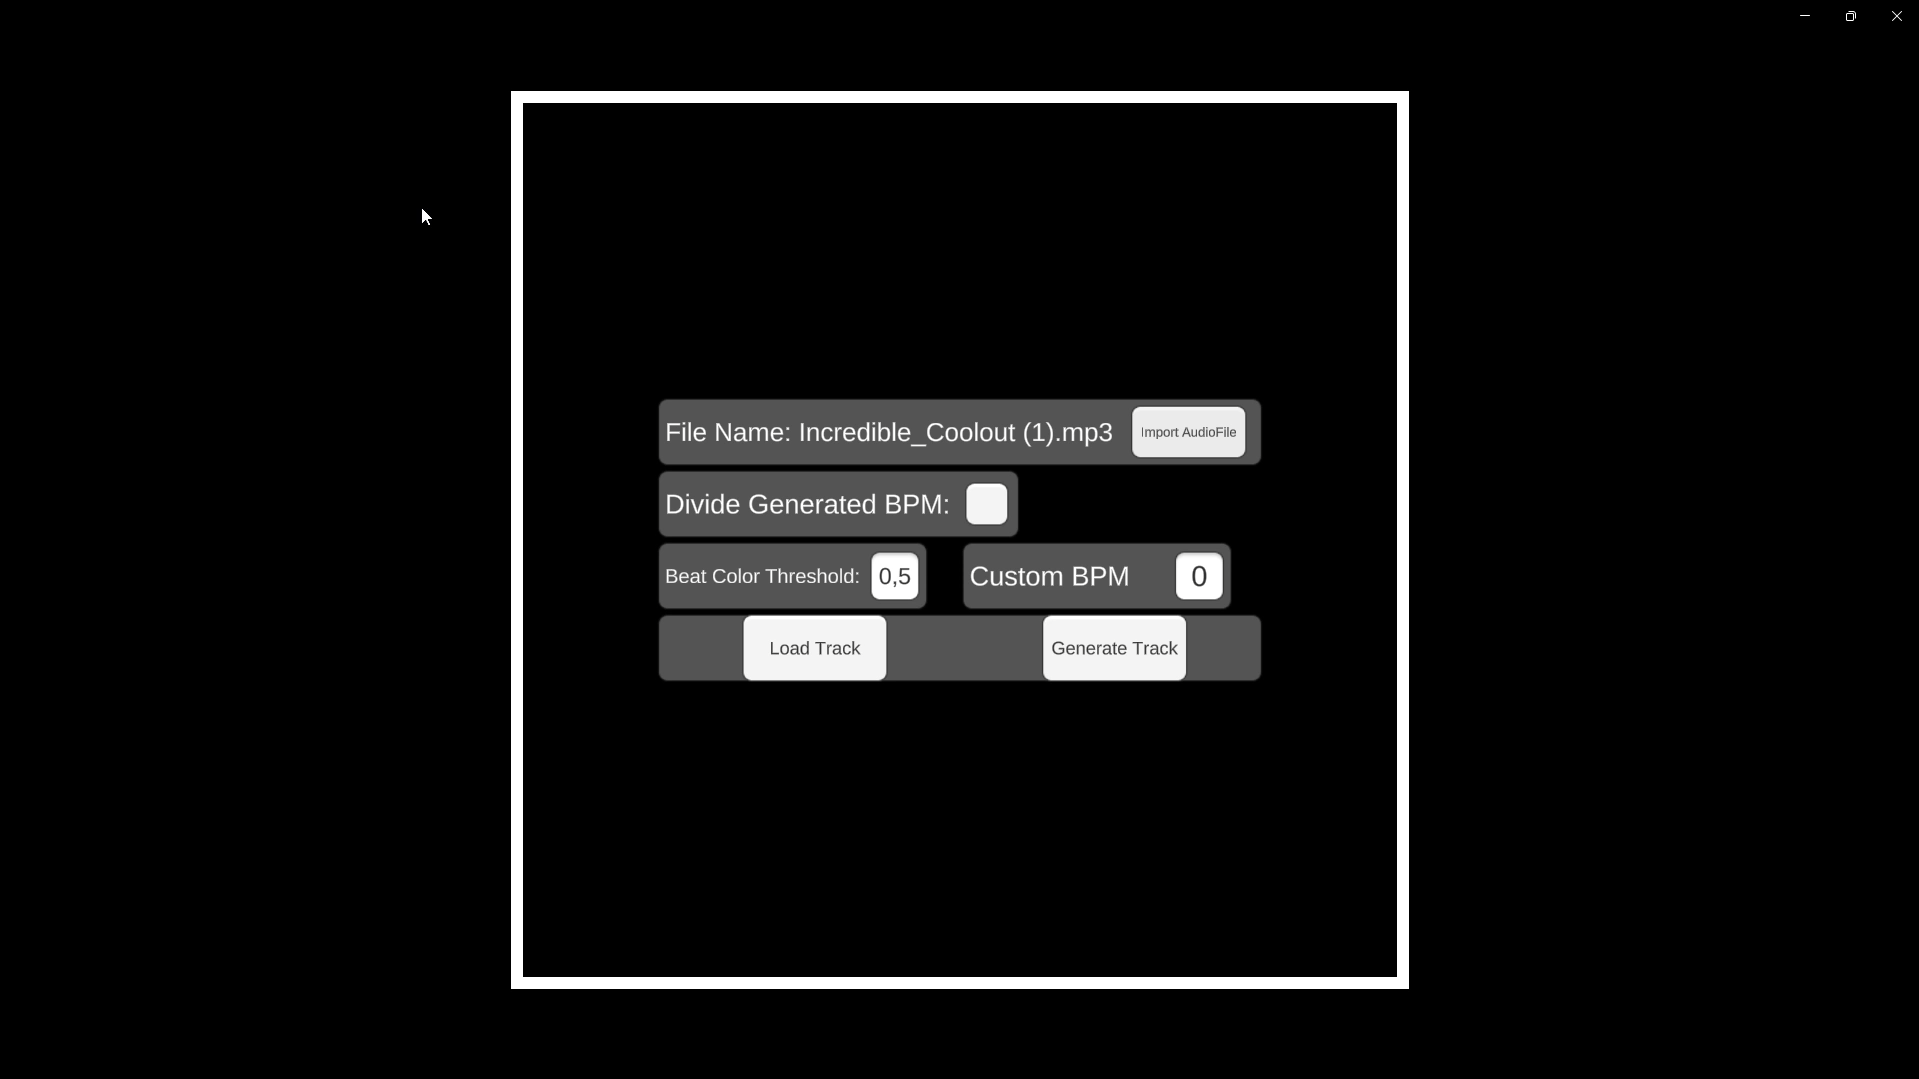 File Name: Incredible_Coolout (1).mp3 Import AudioFile
Divide Generated BPM:
Beat Color Threshold: 0,5 Custom BPM 0
Load Track Generate Track